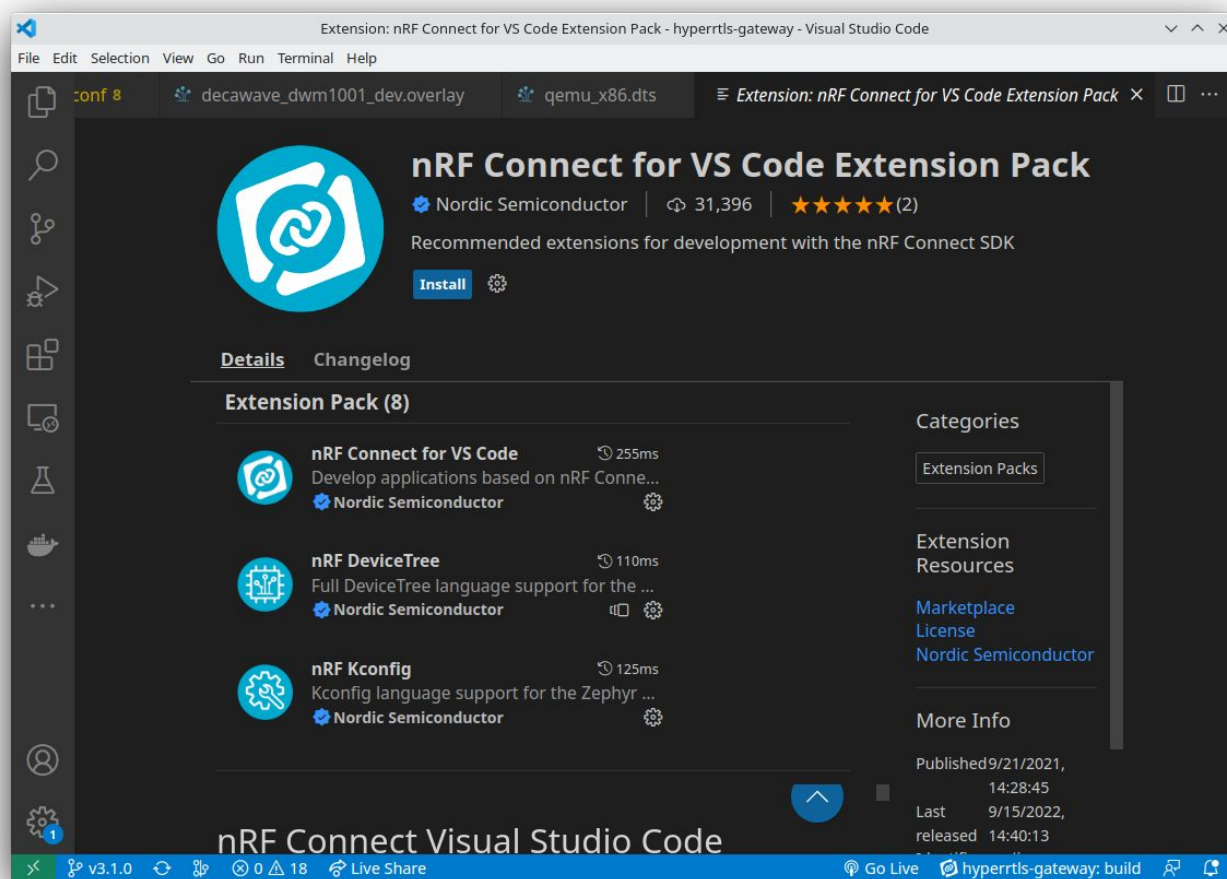 Extension: nRF Connect for VS Code Extension Pack - hyperrtls-gateway - Visual Studio Code
File Edit Selection View Go Run Terminal Help
conf 8 decawave_dwm1001_dev.overlay qemu_x86.dts Extension: nRF Connect for VS Code Extension Pack
nRF Connect for VS Code Extension Pack
Nordic Semiconductor 31,396 (2)
Recommended extensions for development with the nRF Connect SDK
Install
Details Changelog
Extension Pack (8)
nRF Connect for VS Code 255ms
Develop applications based on nRF Conne...
Nordic Semiconductor
nRF DeviceTree 110ms
Full DeviceTree language support for the ...
Nordic Semiconductor
nRF Kconfig 125ms
Kconfig language support for the Zephyr ...
Nordic Semiconductor
nRF Connect Visual Studio Code
Categories
Extension Packs
Extension
Resources
Marketplace
License
Nordic Semiconductor
More Info
Published 9/21/2021,
14:28:45
Last 9/15/2022,
released 14:40:13
1
v3.1.0 0 18 Live Share Go Live hyperrtls-gateway: build